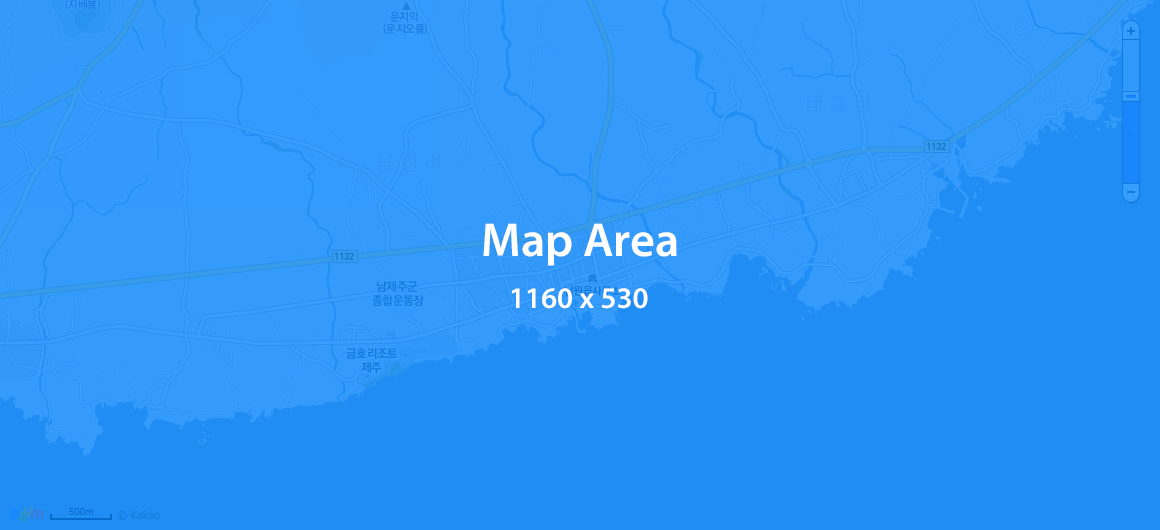 (자배봉)
운지악
(운지오름)
태흥리
남원리
1132
Map Area
1132
남제주군
종합운동장
1160 x 530
금호리조트
제주
500m
© Kakao